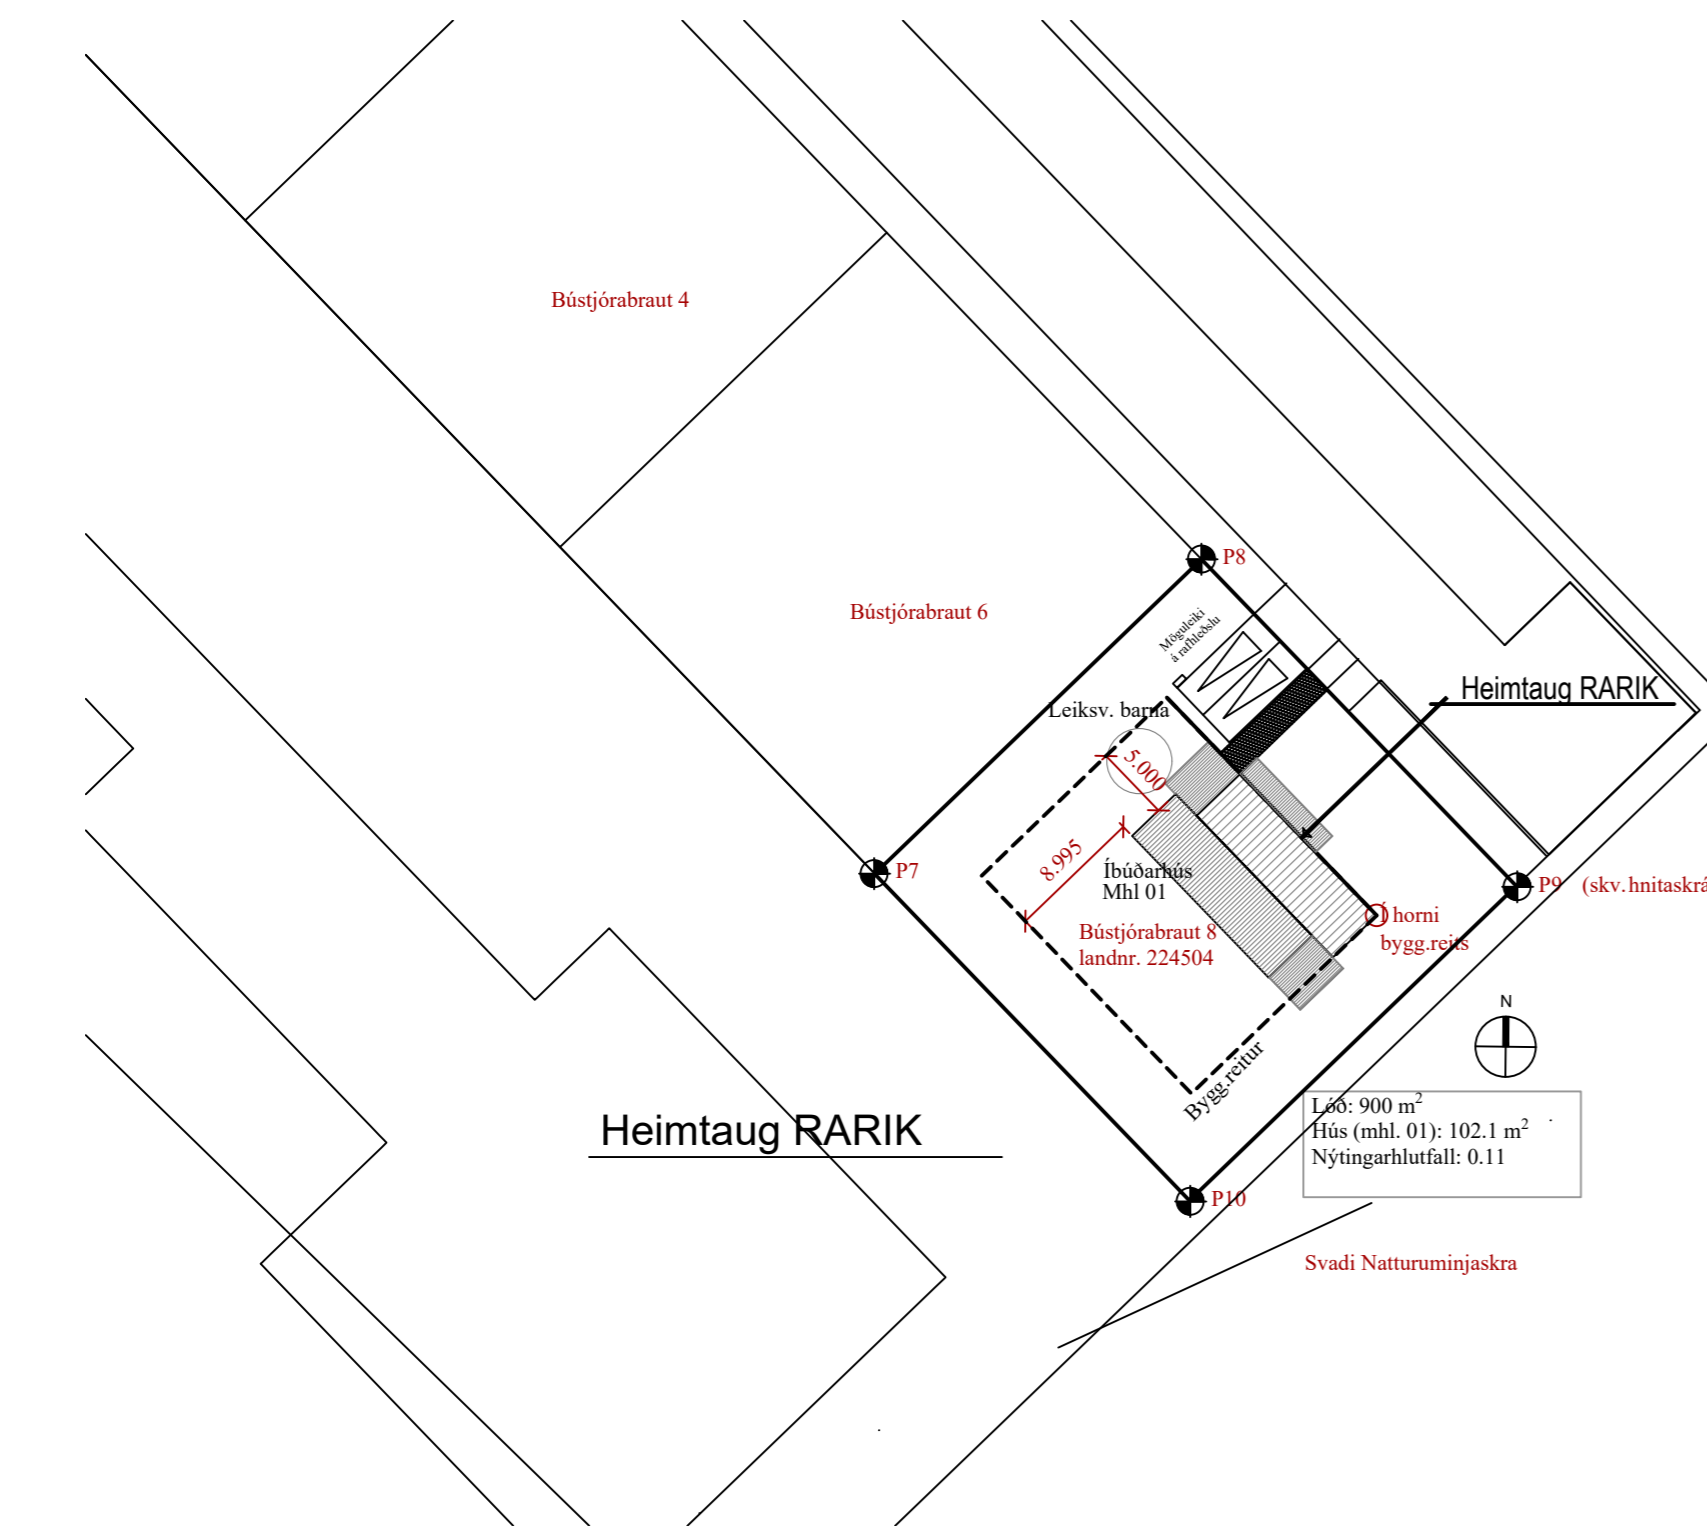 Bústjórabraut 4
P8
Bústjórabraut 6
Möguleiki
á rafhleðslu
Heimtaug RARIK
Leiksv. barna
5.000
8.995
P7
Íbúðarhús
Mhl 01
P9 (skv.hnitaskrá
Í horni
bygg.reits
Bústjórabraut 8
landnr. 224504
N
Bygg.reitur
Lóð: 900 m²
Hús (mhl. 01): 102.1 m²
Nýtingarhlutfall: 0.11
Heimtaug RARIK
P10
Svadi Natturuminjaskra